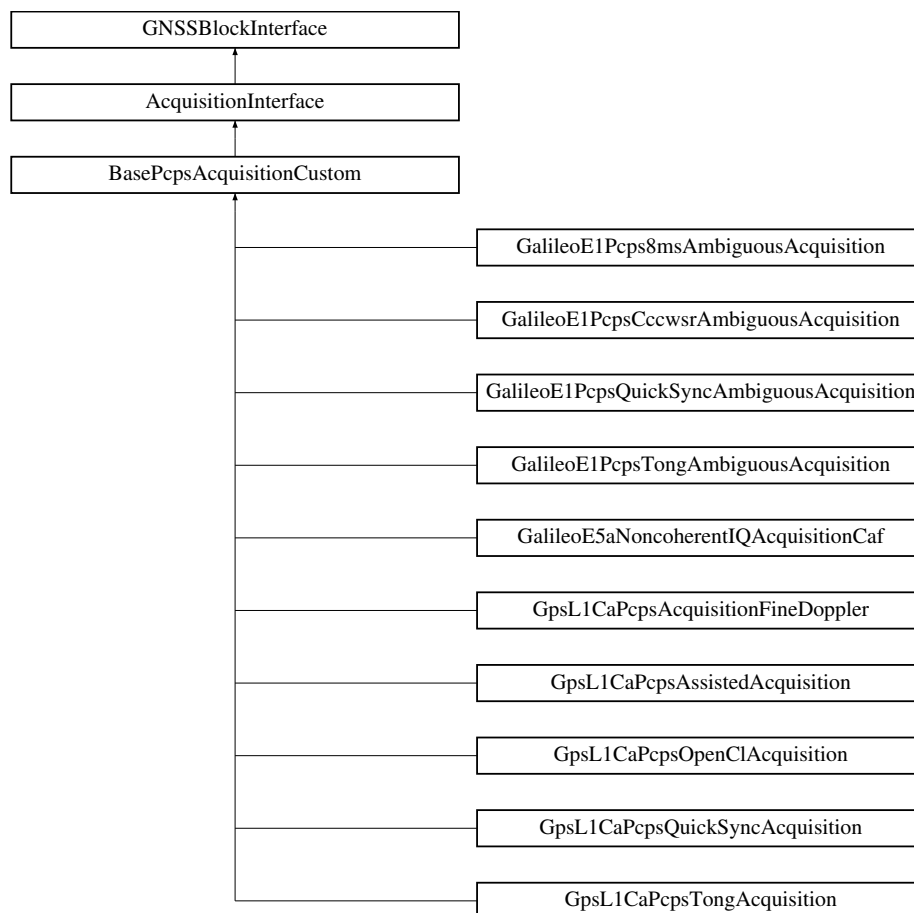 GNSSBlockInterface
AcquisitionInterface
BasePcpsAcquisitionCustom
GalileoE1Pcps8msAmbiguousAcquisition
GalileoE1PcpsCccwsrAmbiguousAcquisition
GalileoE1PcpsQuickSyncAmbiguousAcquisition
GalileoE1PcpsTongAmbiguousAcquisition
GalileoE5aNoncoherentIQAcquisitionCaf
GpsL1CaPcpsAcquisitionFineDoppler
GpsL1CaPcpsAssistedAcquisition
GpsL1CaPcpsOpenClAcquisition
GpsL1CaPcpsQuickSyncAcquisition
GpsL1CaPcpsTongAcquisition